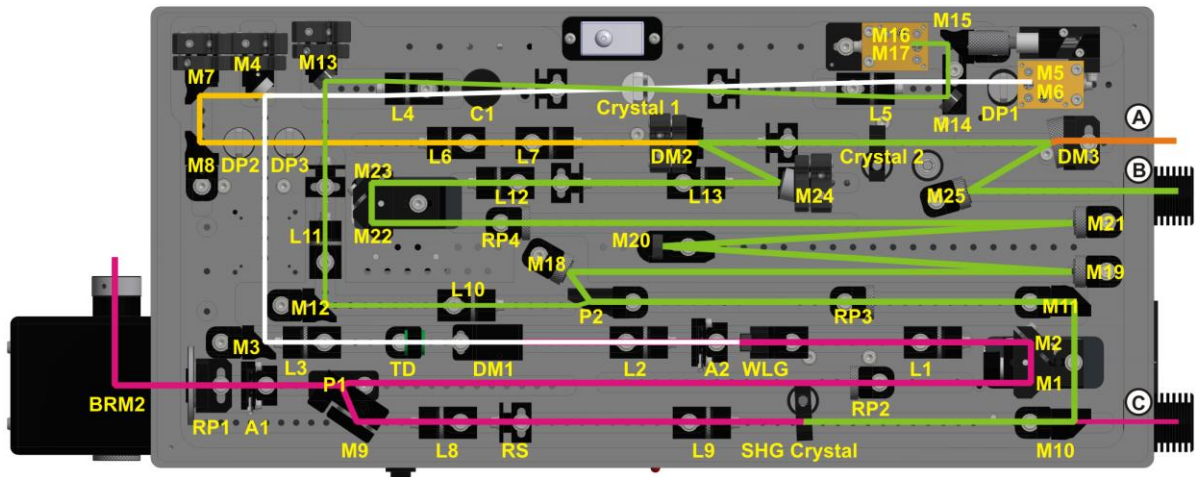 M15
M16
M17
M7 M4 M13
M5
M6
L4 C1 Crystal 1 L5 M14 DP1
A
M8 DP2 DP3 L6 L7 DM2 Crystal 2 DM3
B
M23 L12 L13 M24 M25
M22 RP4 M20 M21
L11
M18 M19
M12 L10 P2 RP3 M11
M3 L3 TD DM1 L2 A2 WLG L1 M2
M1
BRM2 RP1 A1 P1 RP2
C
M9 L8 RS L9 SHG Crystal M10